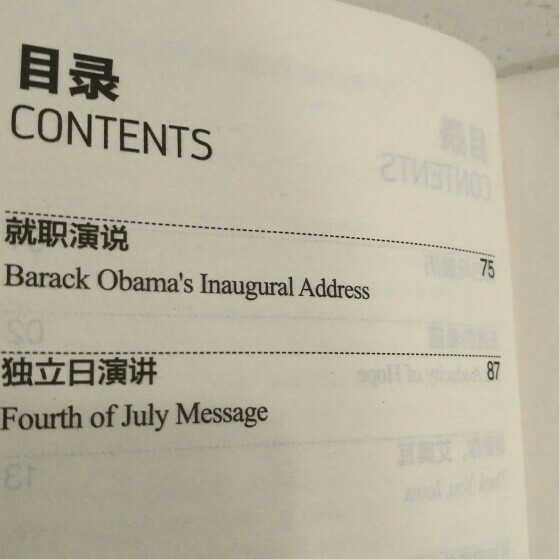 目录
CONTENTS
就职演说 75
Barack Obama's Inaugural Address
独立日演讲 87
Fourth of July Message